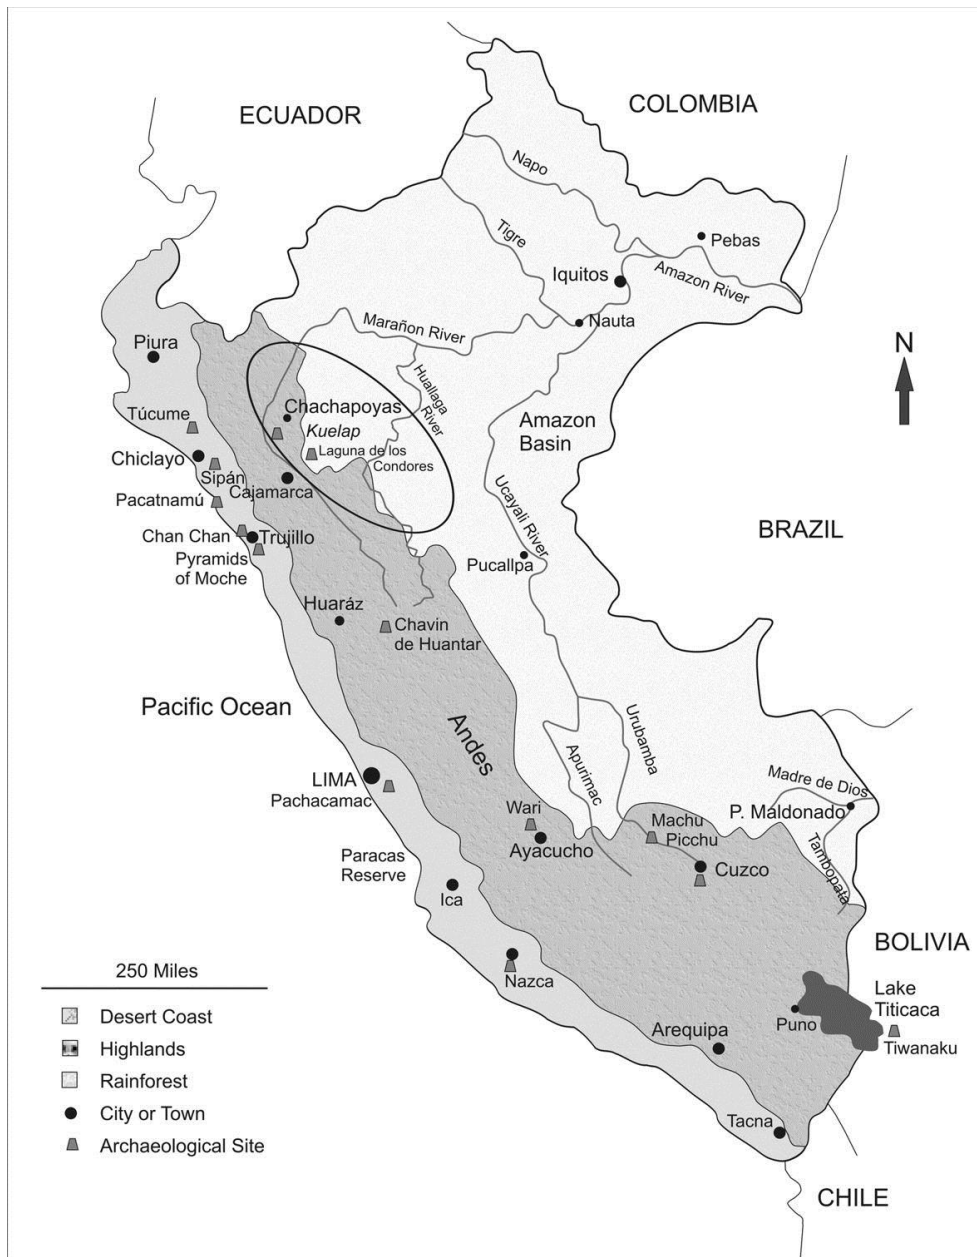 ECUADOR
COLOMBIA
Napo
Tigre
Pebas
Iquitos
Amazon River
Nauta
Marañon River
N
Piura
Huallaga
River
Chachapoyas
Túcume
Kuelap
Amazon
Basin
Laguna de los
Condores
Chiclayo
Sipán
Cajamarca
Pacatnamú
Ucayali River
BRAZIL
Chan Chan
Trujillo
Pyramids
of Moche
Pucallpa
Huaráz
Chavin
de Huantar
Pacific Ocean
Andes
Urubamba
Apurimac
LIMA
Pachacamac
Madre de Dios
P. Maldonado
Wari
Ayacucho
Machu
Picchu
Tambopata
Paracas
Reserve
Cuzco
Ica
BOLIVIA
Nazca
Lake
Titicaca
Puno
Tiwanaku
Arequipa
Tacna
CHILE
250 Miles
Desert Coast
Highlands
Rainforest
City or Town
Archaeological Site